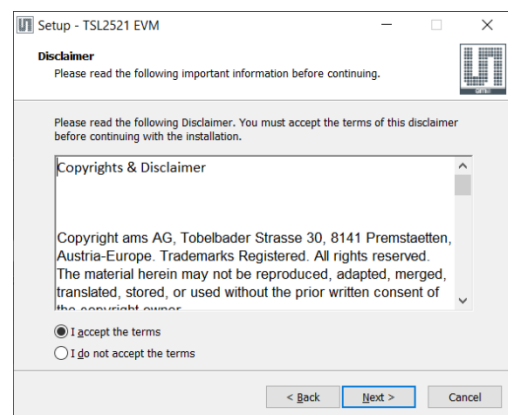 Setup - TSL2521 EVM
Disclaimer
Please read the following important information before continuing.
Please read the following Disclaimer. You must accept the terms of this disclaimer
before continuing with the installation.
Copyrights & Disclaimer
Copyright ams AG, Tobelbader Strasse 30, 8141 Premstaetten,
Austria-Europe. Trademarks Registered. All rights reserved.
The material herein may not be reproduced, adapted, merged,
translated, stored, or used without the prior written consent of
the copyright owner.
I accept the terms
I do not accept the terms
< Back Next > Cancel